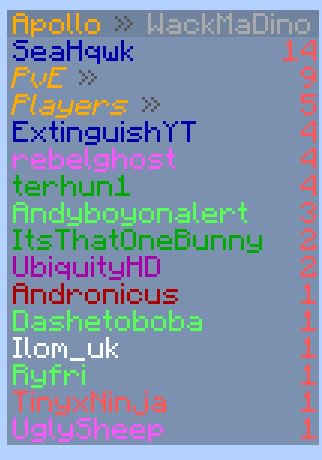 Apollo » WackMaDino
SeaHqwk 14
PvE » 9
Players » 5
ExtinguishYT 4
rebelghost 4
terhun1 4
Andyboyonalert 3
ItsThatOneBunny 2
UbiquityHD 2
Andronicus 1
Dashetoboba 1
Ilom_uk 1
Ryfri 1
TinyxNinja 1
UglySheep 1